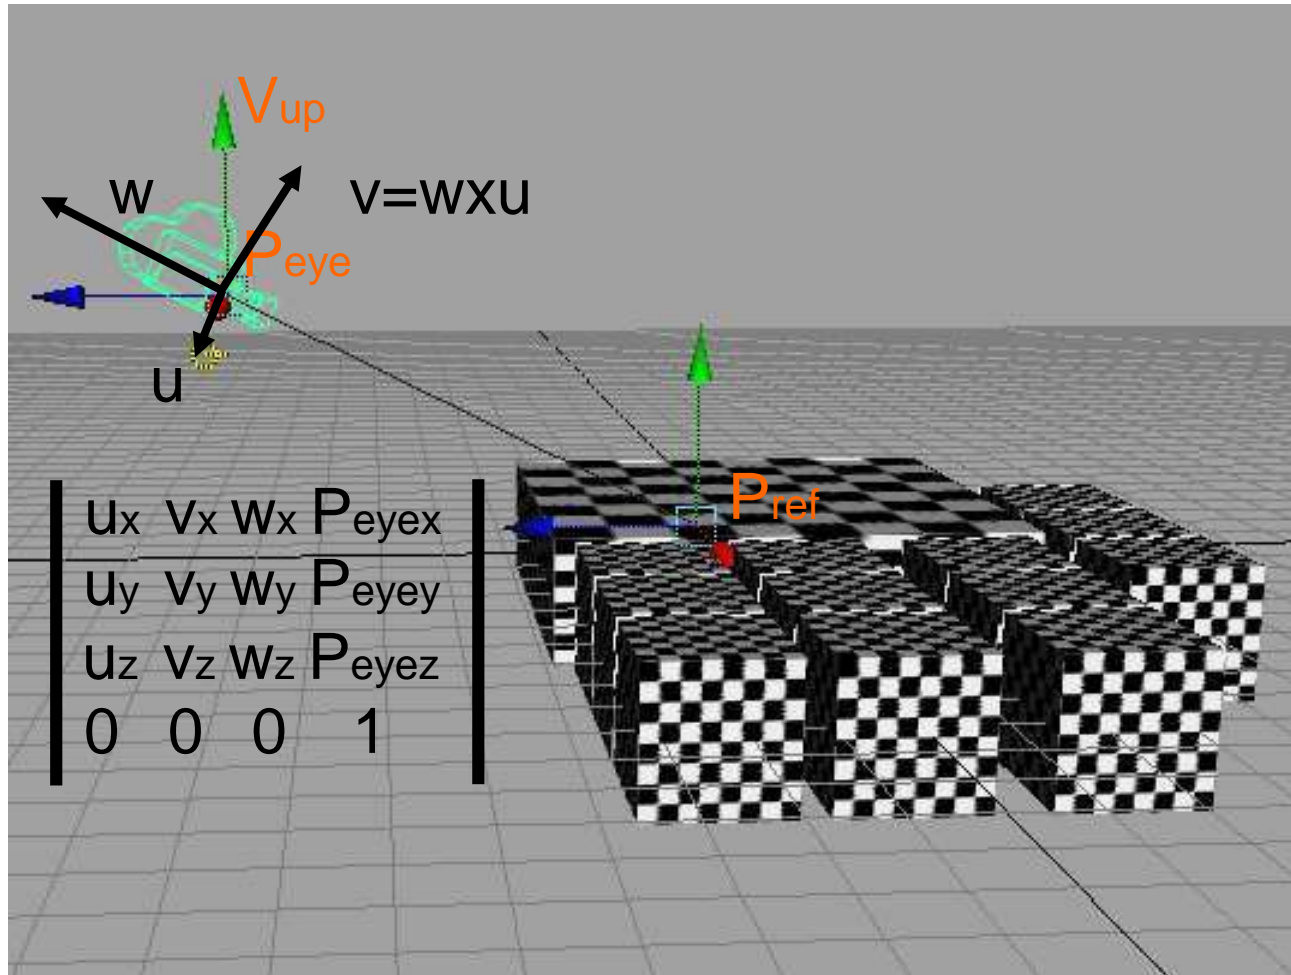 Vup
w
v=wxu
Peye
u
Pref
ux vx wx Peyex
uy vy wy Peyey
uz vz wz Peyez
0 0 0 1